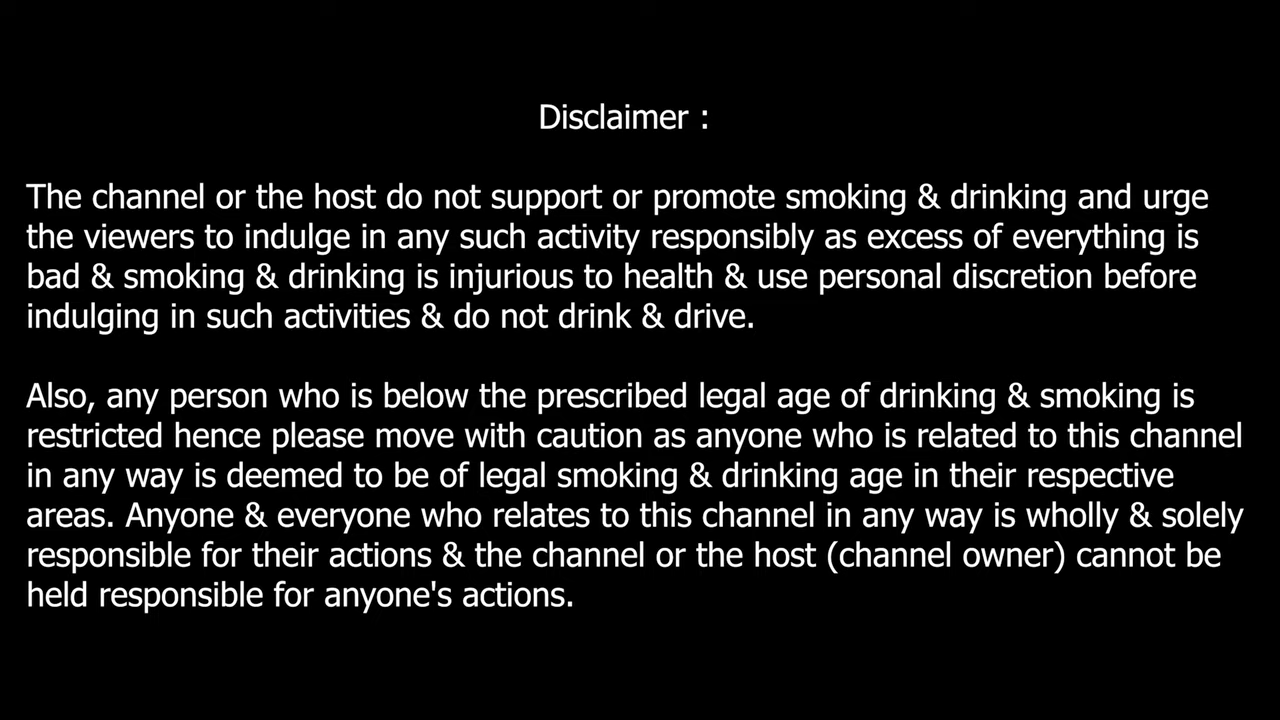 Disclaimer :
The channel or the host do not support or promote smoking & drinking and urge
the viewers to indulge in any such activity responsibly as excess of everything is
bad & smoking & drinking is injurious to health & use personal discretion before
indulging in such activities & do not drink & drive.
Also, any person who is below the prescribed legal age of drinking & smoking is
restricted hence please move with caution as anyone who is related to this channel
in any way is deemed to be of legal smoking & drinking age in their respective
areas. Anyone & everyone who relates to this channel in any way is wholly & solely
responsible for their actions & the channel or the host (channel owner) cannot be
held responsible for anyone's actions.